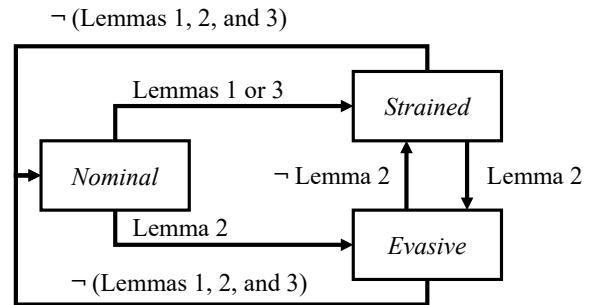 ¬ (Lemmas 1, 2, and 3)
Lemmas 1 or 3
Strained
Nominal
¬ Lemma 2
Lemma 2
Lemma 2
Evasive
¬ (Lemmas 1, 2, and 3)